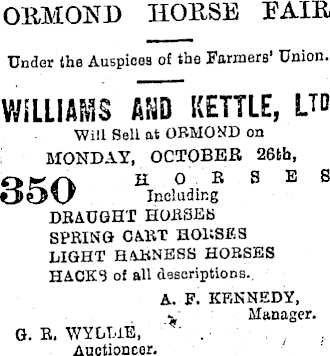 ORMOND HORSE FAIR
Under the Auspices of the Farmers' Union.
WILLIAMS AND KETTLE, LTD
Will Sell at ORMOND on
MONDAY, OCTOBER 26th,
350 HORSES
Including
DRAUGHT HORSES
SPRING CART HORSES
LIGHT HARNESS HORSES
HACKS of all descriptions.
A. F. KENNEDY,
Manager.
G. R. WYLLIE,
Auctioneer.